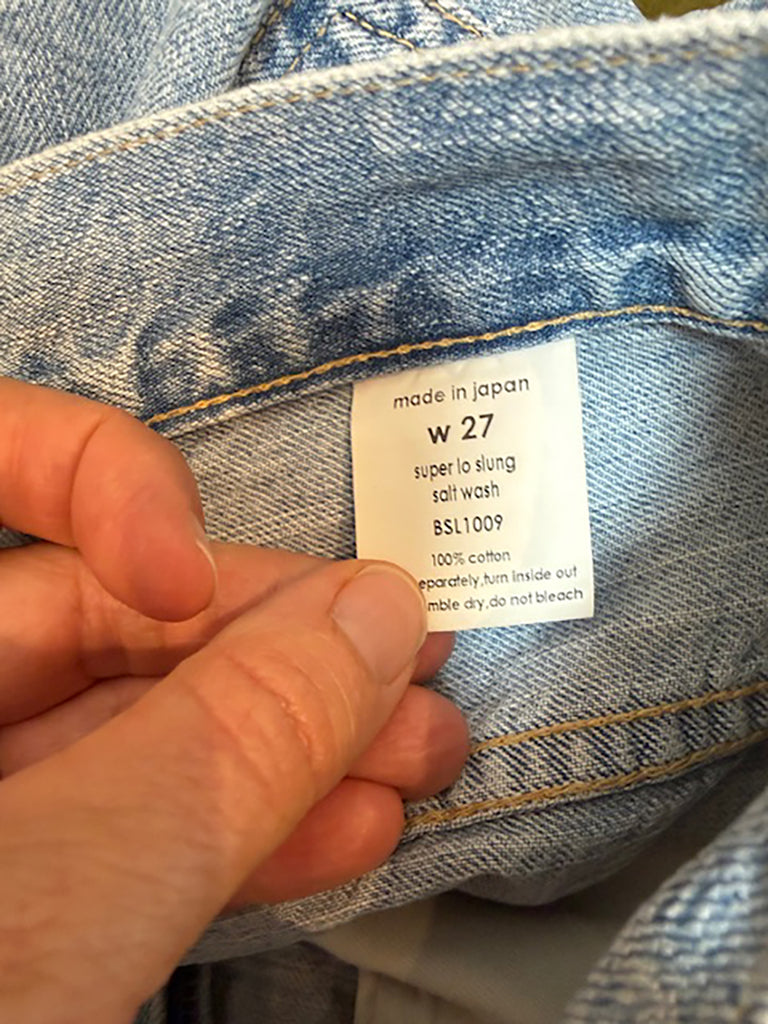 made in japan
w 27
super lo slung
salt wash
BSL1009
100% cotton
eparately,turn inside out
mble dry,do not bleach